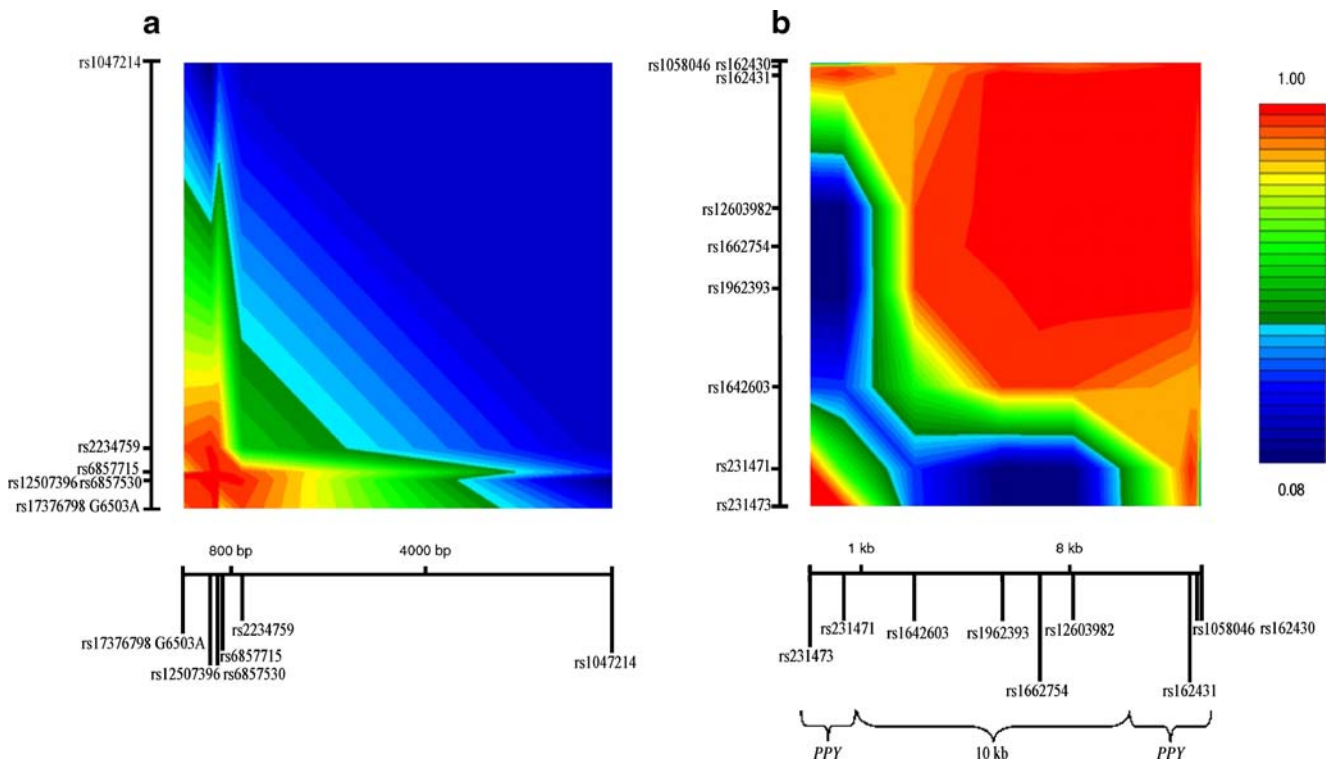 a
b
rs1047214
rs2234759
rs6857715
rs12507396 rs6857530
rs17376798 G6503A
800 bp
4000 bp
rs17376798 G6503A
rs12507396
rs6857530
rs6857715
rs2234759
rs1047214
rs1058046 rs162430
rs162431
rs12603982
rs1662754
rs1962393
rs1642603
rs231471
rs231473
1 kb
8 kb
rs231473
rs231471
rs1642603
rs1962393
rs1662754
rs12603982
rs162431
rs1058046 rs162430
PPY
10 kb
PPY
1.00
0.08